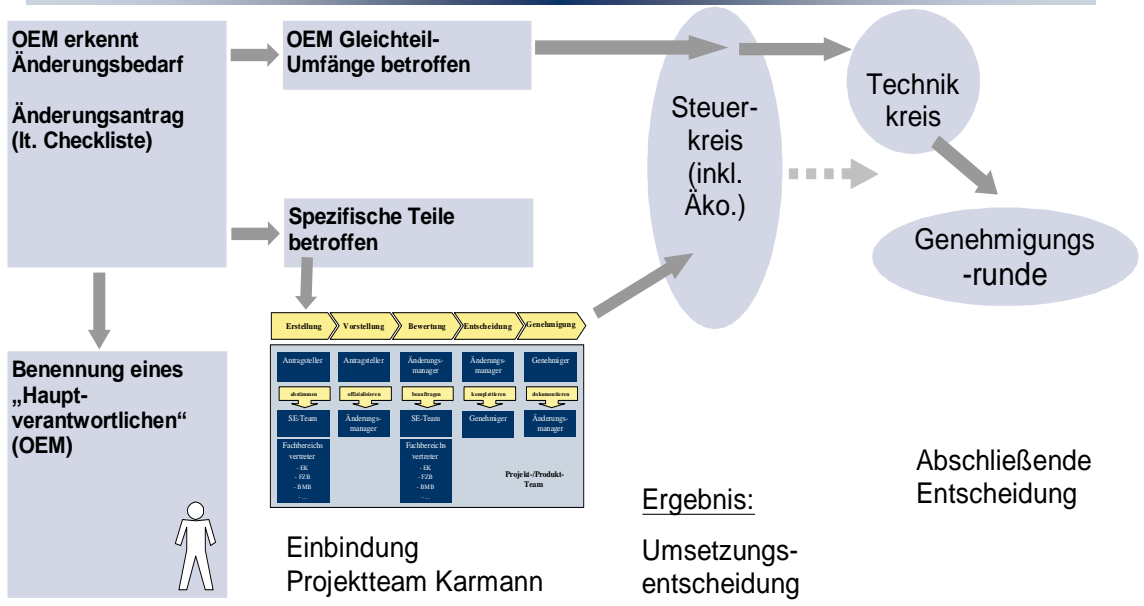 OEM erkennt
Änderungsbedarf
Änderungsantrag
(lt. Checkliste)
OEM Gleichteil-
Umfänge betroffen
Steuer-
kreis
(inkl.
Äko.)
Technik
kreis
Genehmigungs
-runde
Spezifische Teile
betroffen
Benennung eines
„Haupt-
verantwortlichen“
(OEM)
Erstellung
Vorstellung
Bewertung
Entscheidung
Genehmigung
Antragsteller
Antragsteller
Änderungs-
manager
Änderungs-
manager
Genehmiger
abstimmen
offizialisieren
beauftragen
komplettieren
dokumentieren
SE-Team
Änderungs-
manager
SE-Team
Genehmiger
Änderungs-
manager
Fachbereichs
vertreter
- EK
- FZB
- BMB
- ...
Fachbereichs
vertreter
- EK
- FZB
- BMB
- ...
Projekt-/Produkt-
Team
Einbindung
Projektteam Karmann
Ergebnis:
Umsetzungs-
entscheidung
Abschließende
Entscheidung